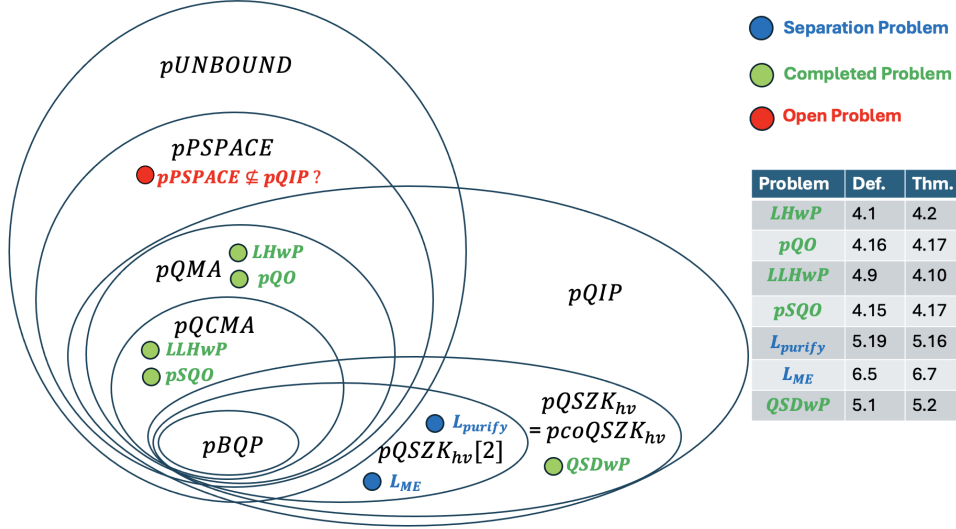 pUNBOUND
pPSPACE
pPSPACE ⊈ pQIP ?
pQMA
LHwP
pQO
pQIP
pQCMA
LLHwP
pSQO
pBQP
L_purify
pQSZK_hv[2]
L_ME
pQSZK_hv
= pcoQSZK_hv
QSDwP
Separation Problem
Completed Problem
Open Problem
Problem Def. Thm.
LHwP 4.1 4.2
pQO 4.16 4.17
LLHwP 4.9 4.10
pSQO 4.15 4.17
L_purify 5.19 5.16
L_ME 6.5 6.7
QSDwP 5.1 5.2